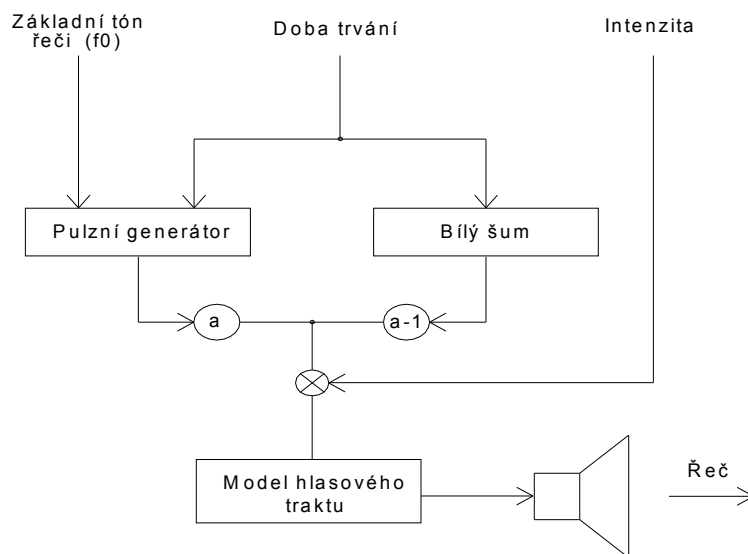 Základní tón
řeči (f0)
Doba trvání
Intenzita
Pulzní generátor
Bílý šum
a
a-1
Model hlasového
traktu
Řeč